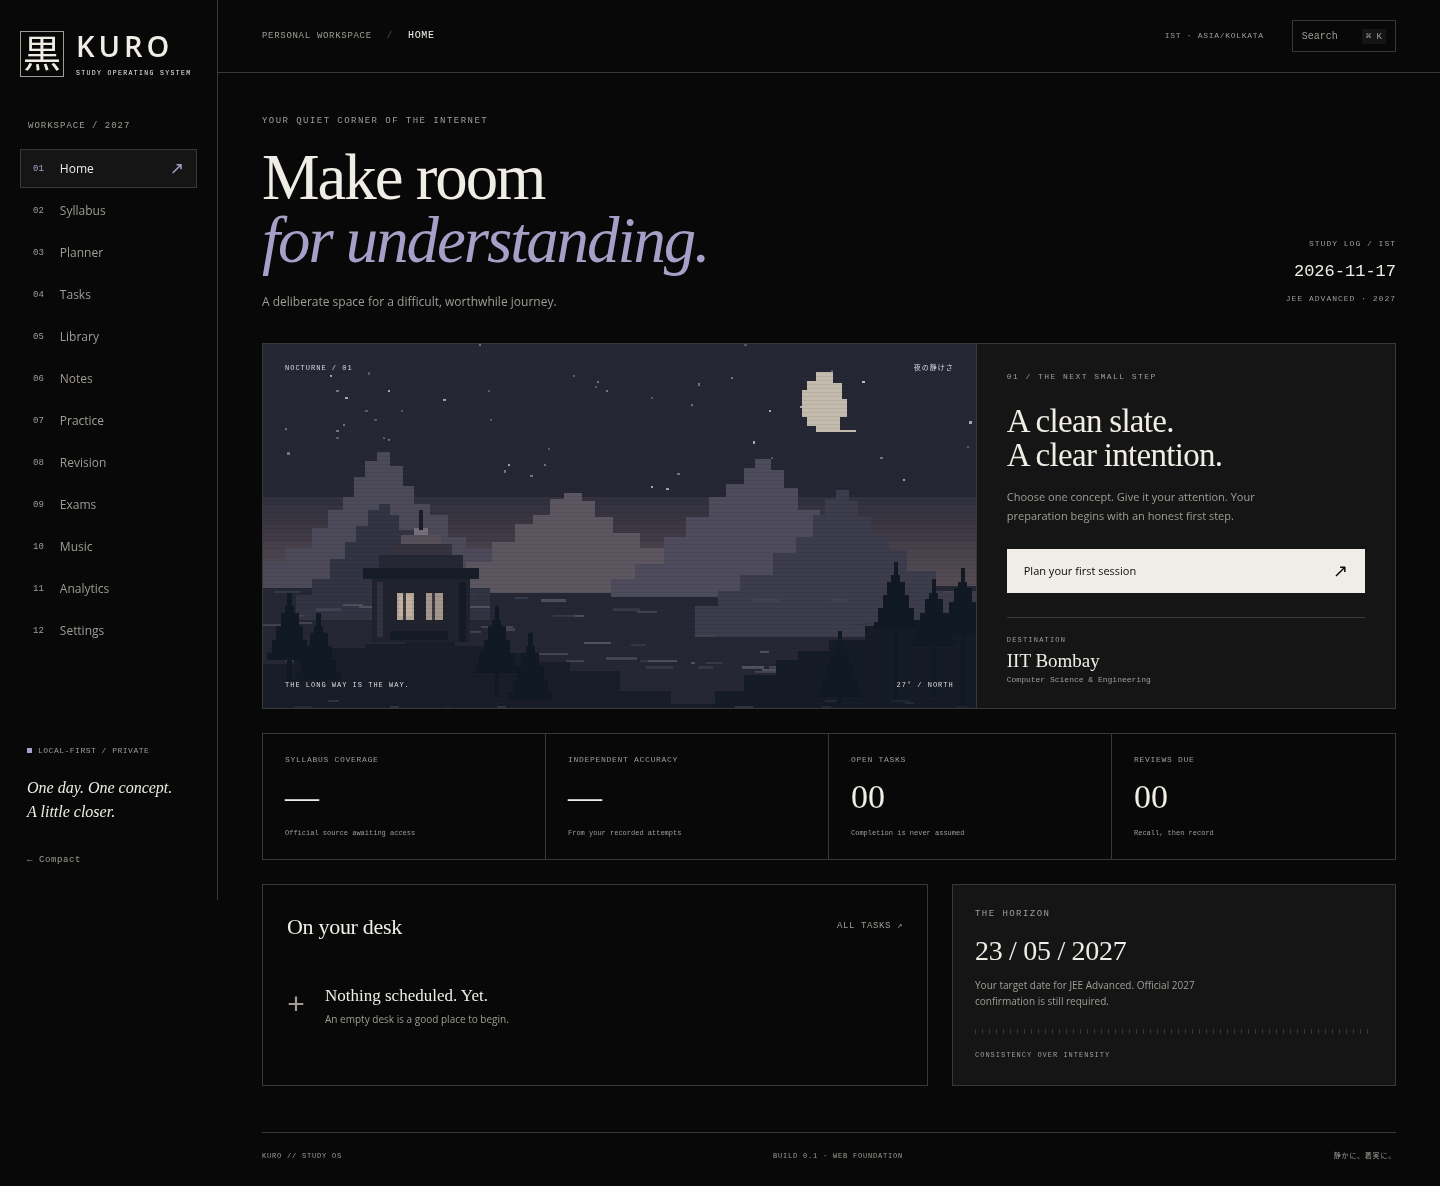 黒
KURO
STUDY OPERATING SYSTEM
WORKSPACE / 2027
01 Home ↗
02 Syllabus
03 Planner
04 Tasks
05 Library
06 Notes
07 Practice
08 Revision
09 Exams
10 Music
11 Analytics
12 Settings
LOCAL-FIRST / PRIVATE
One day. One concept.
A little closer.
← Compact
PERSONAL WORKSPACE / HOME
IST · ASIA/KOLKATA
Search ⌘ K
YOUR QUIET CORNER OF THE INTERNET
Make room
for understanding.
A deliberate space for a difficult, worthwhile journey.
STUDY LOG / IST
2026-11-17
JEE ADVANCED · 2027
NOCTURNE / 01
夜の静けさ
THE LONG WAY IS THE WAY.
27° / NORTH
01 / THE NEXT SMALL STEP
A clean slate.
A clear intention.
Choose one concept. Give it your attention. Your
preparation begins with an honest first step.
Plan your first session ↗
DESTINATION
IIT Bombay
Computer Science & Engineering
SYLLABUS COVERAGE
—
Official source awaiting access
INDEPENDENT ACCURACY
—
From your recorded attempts
OPEN TASKS
00
Completion is never assumed
REVIEWS DUE
00
Recall, then record
On your desk
ALL TASKS ↗
+
Nothing scheduled. Yet.
An empty desk is a good place to begin.
THE HORIZON
23 / 05 / 2027
Your target date for JEE Advanced. Official 2027
confirmation is still required.
CONSISTENCY OVER INTENSITY
KURO // STUDY OS
BUILD 0.1 · WEB FOUNDATION
静かに、着実に。